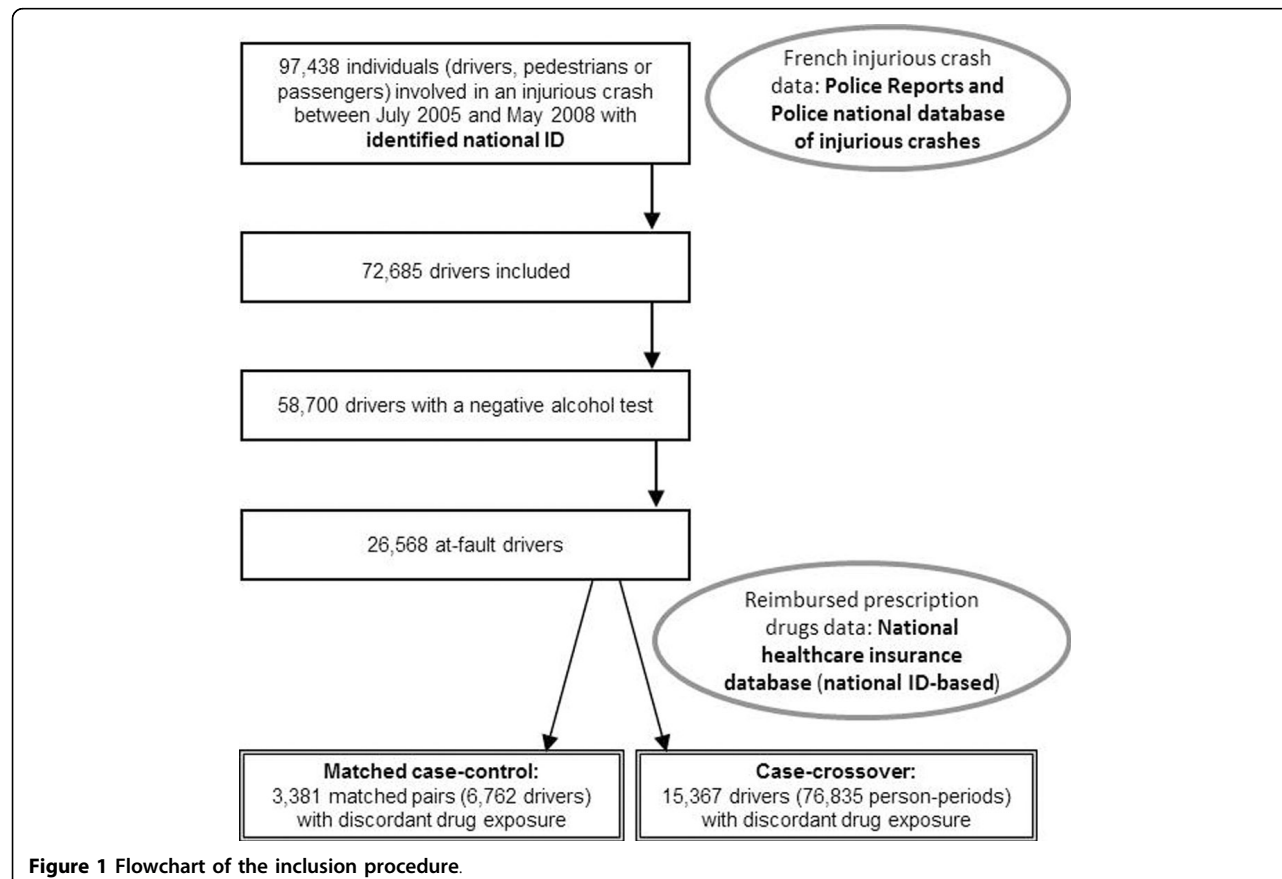 97,438 individuals (drivers, pedestrians or
passengers) involved in an injurious crash
between July 2005 and May 2008 with
identified national ID
French injurious crash
data: Police Reports and
Police national database
of injurious crashes
72,685 drivers included
58,700 drivers with a negative alcohol test
26,568 at-fault drivers
Reimbursed prescription
drugs data: National
healthcare insurance
database (national ID-based)
Matched case-control:
3,381 matched pairs (6,762 drivers)
with discordant drug exposure
Case-crossover:
15,367 drivers (76,835 person-periods)
with discordant drug exposure
Figure 1 Flowchart of the inclusion procedure.